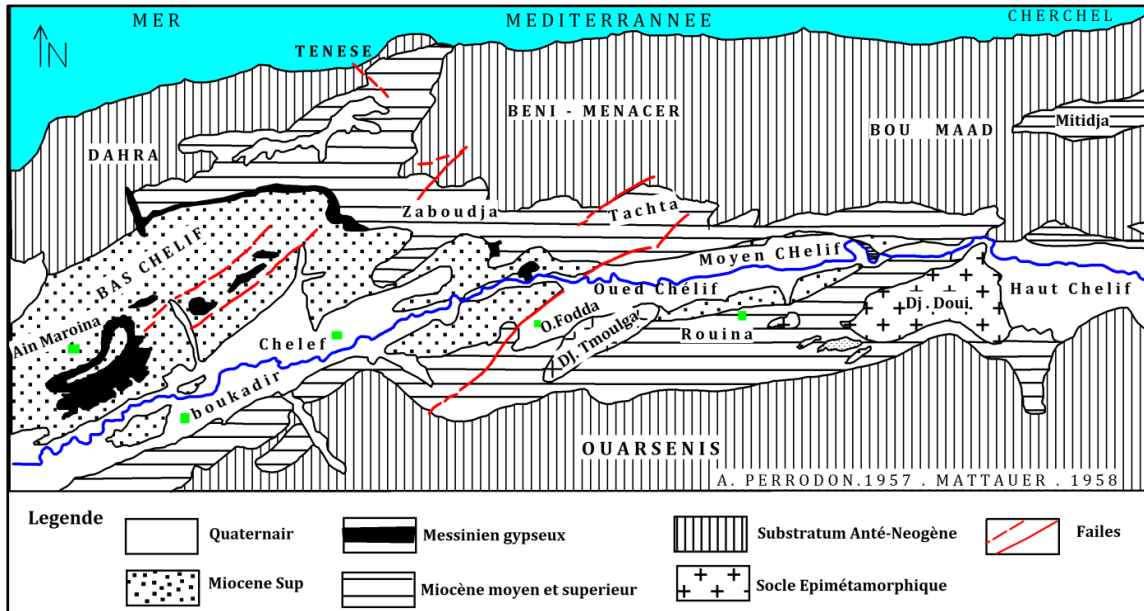 MER MEDITERRANNEE CHERCHEL
N
TENESE
BENI - MENACER
BOU MAAD
Mitidja
DAHRA
Zaboudja
Tachta
BAS CHELIF
Moyen CHelif
Oued Chélif
Haut Chelif
Dj . Doui.
Ain Maroina
Chelef
O.Fodda
DJ. Tmoulga
Rouina
boukadir
OUARSENIS
A. PERRODON.1957 . MATTAUER . 1958
Legende
Quaternair
Messinien gypseux
Substratum Anté-Neogène
Failes
Miocene Sup
Miocène moyen et superieur
Socle Epimétamorphique